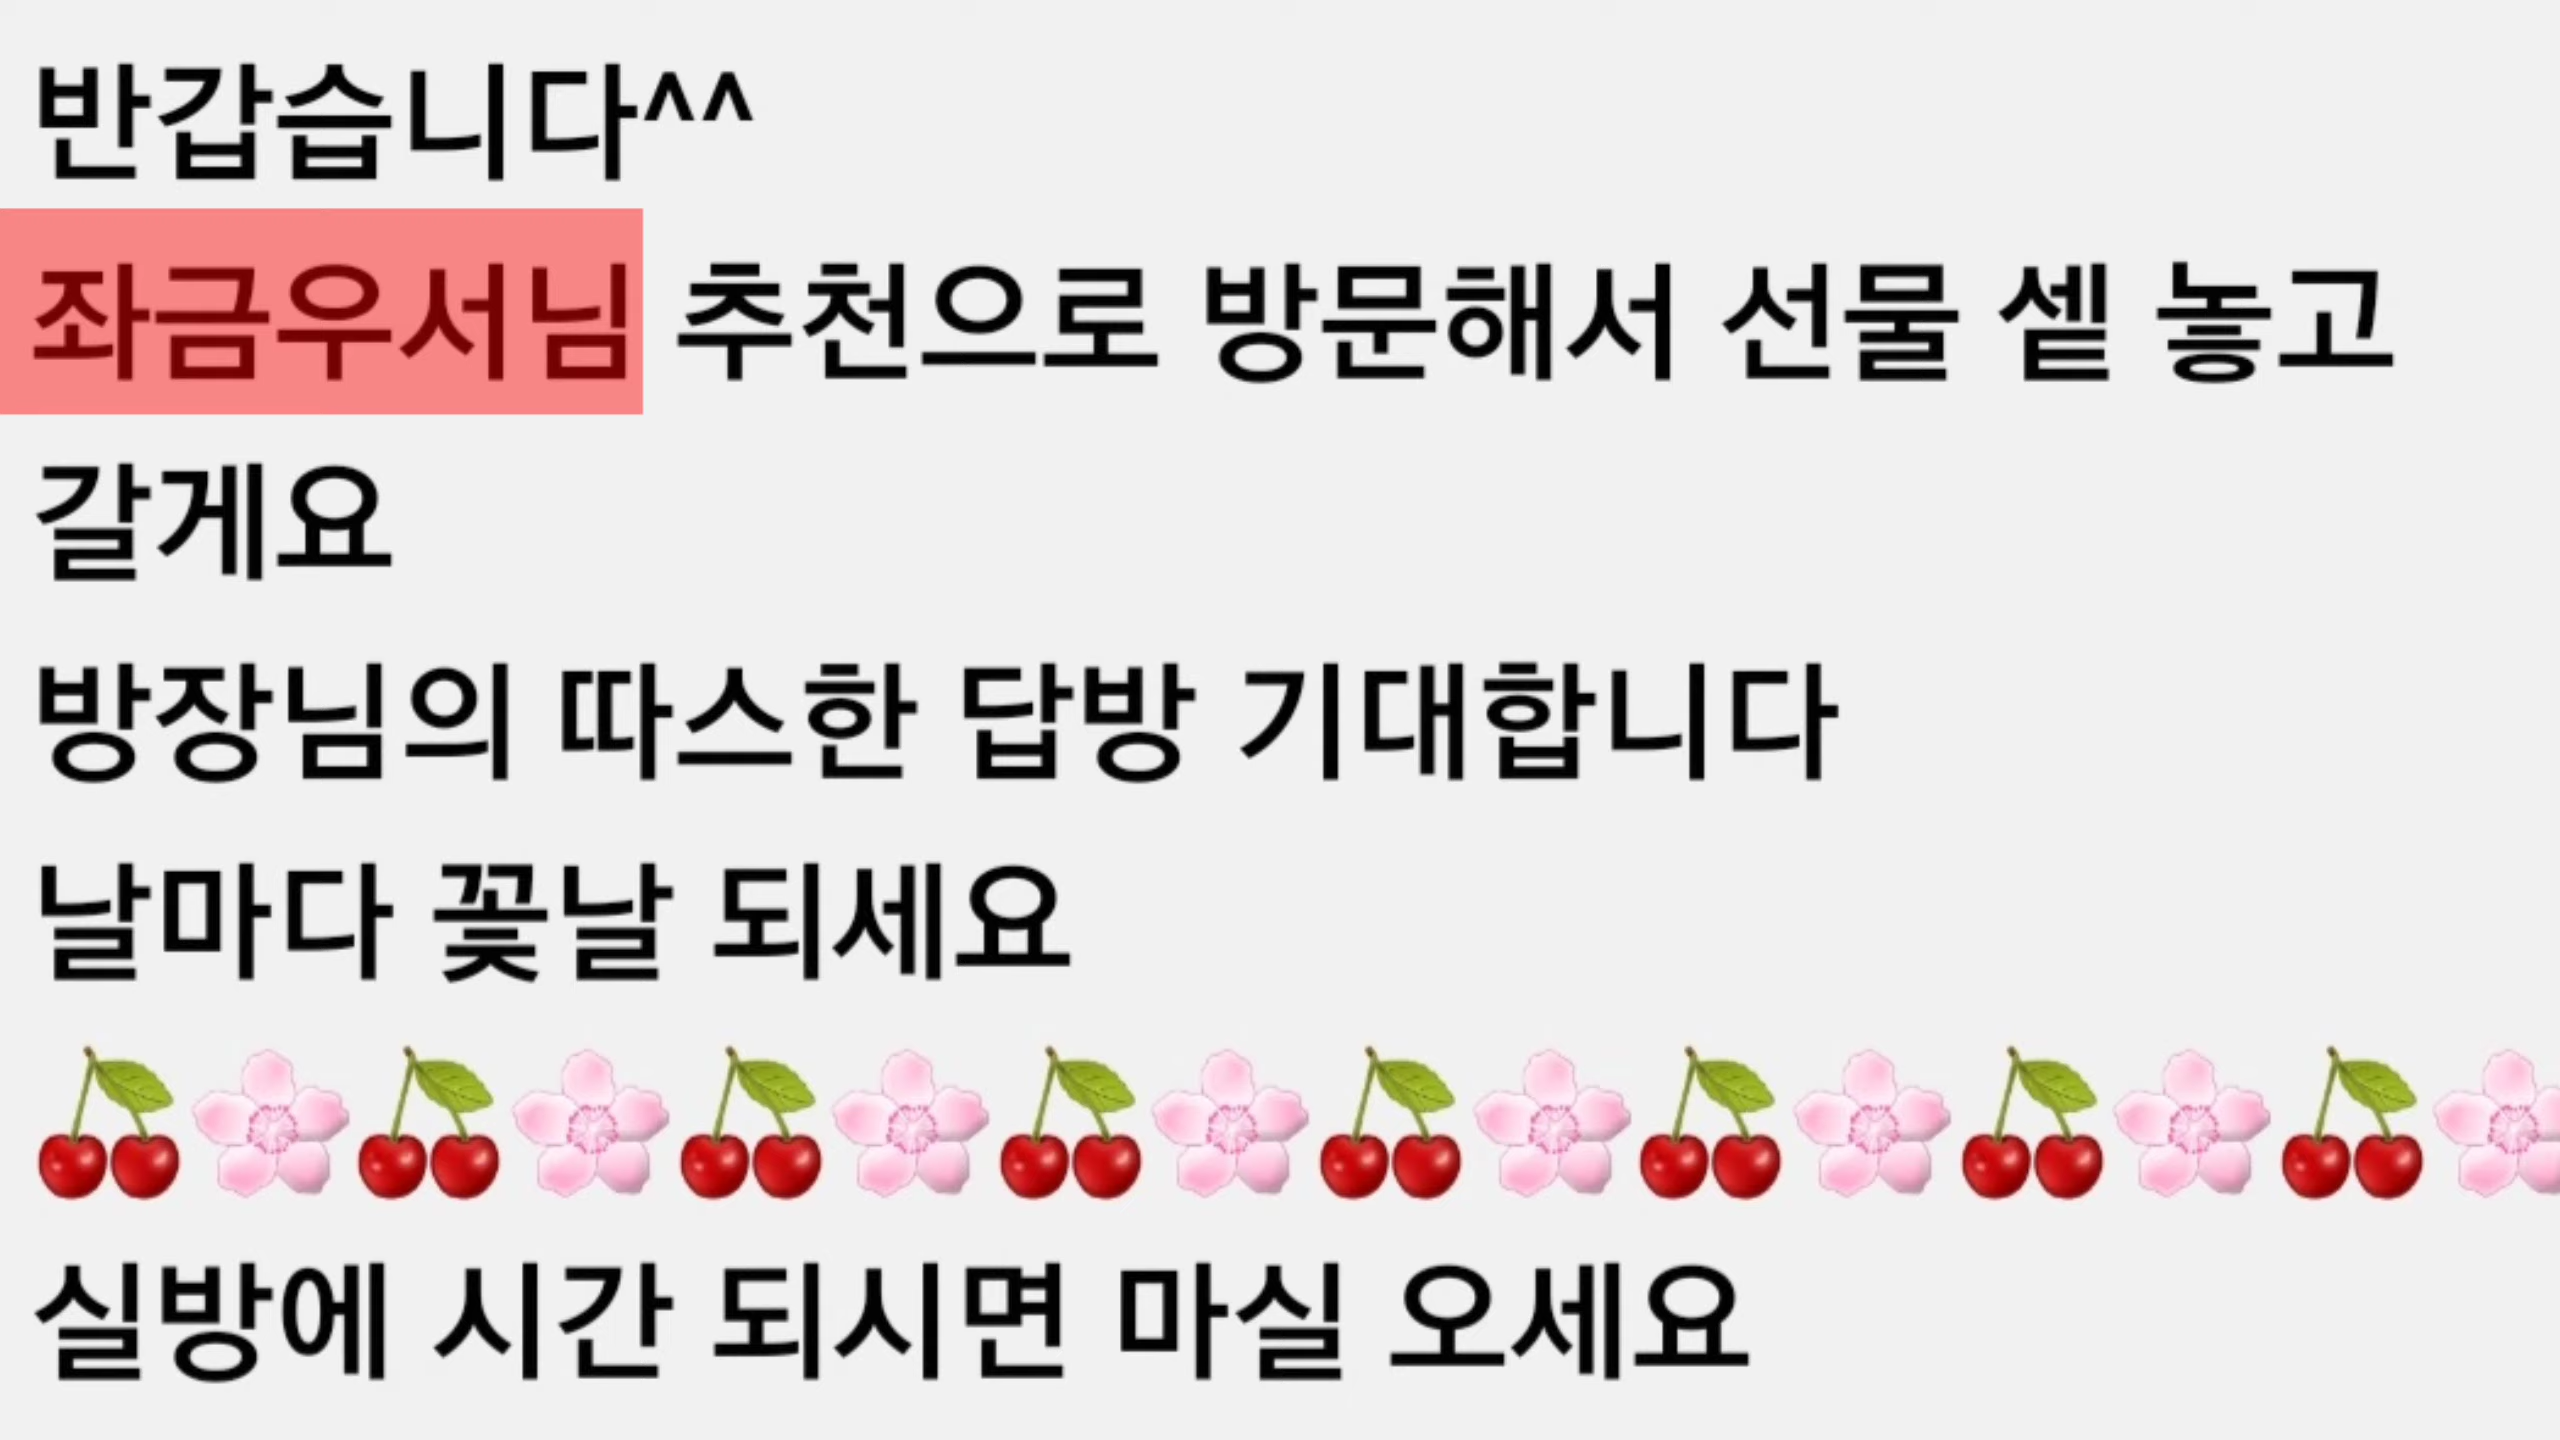 반갑습니다^^
좌금우서님 추천으로 방문해서 선물 셑 놓고
갈게요
방장님의 따스한 답방 기대합니다
날마다 꽃날 되세요
🍒🌸🍒🌸🍒🌸🍒🌸🍒🌸🍒🌸🍒🌸🍒🌸
실방에 시간 되시면 마실 오세요